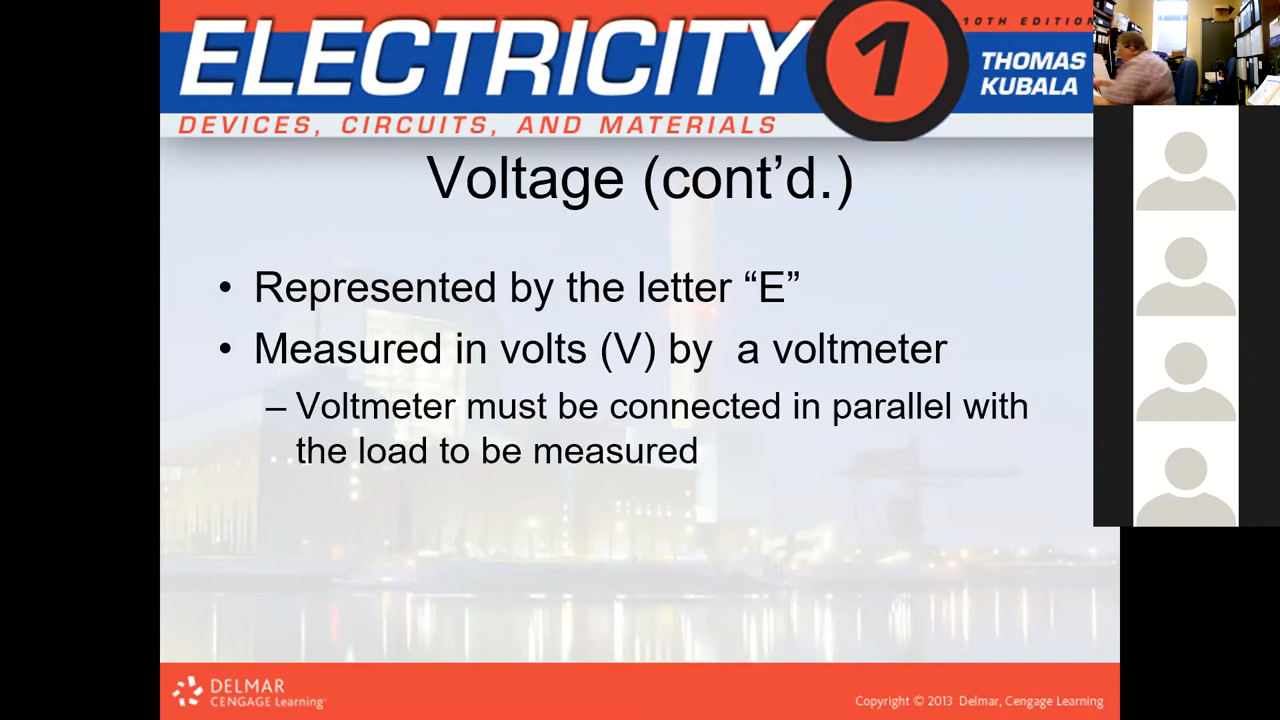 ELECTRICITY 1
10TH EDITION
THOMAS
KUBALA
DEVICES, CIRCUITS, AND MATERIALS
Voltage (cont’d.)
• Represented by the letter “E”
• Measured in volts (V) by a voltmeter
– Voltmeter must be connected in parallel with
the load to be measured
DELMAR
CENGAGE Learning
Copyright © 2013 Delmar, Cengage Learning